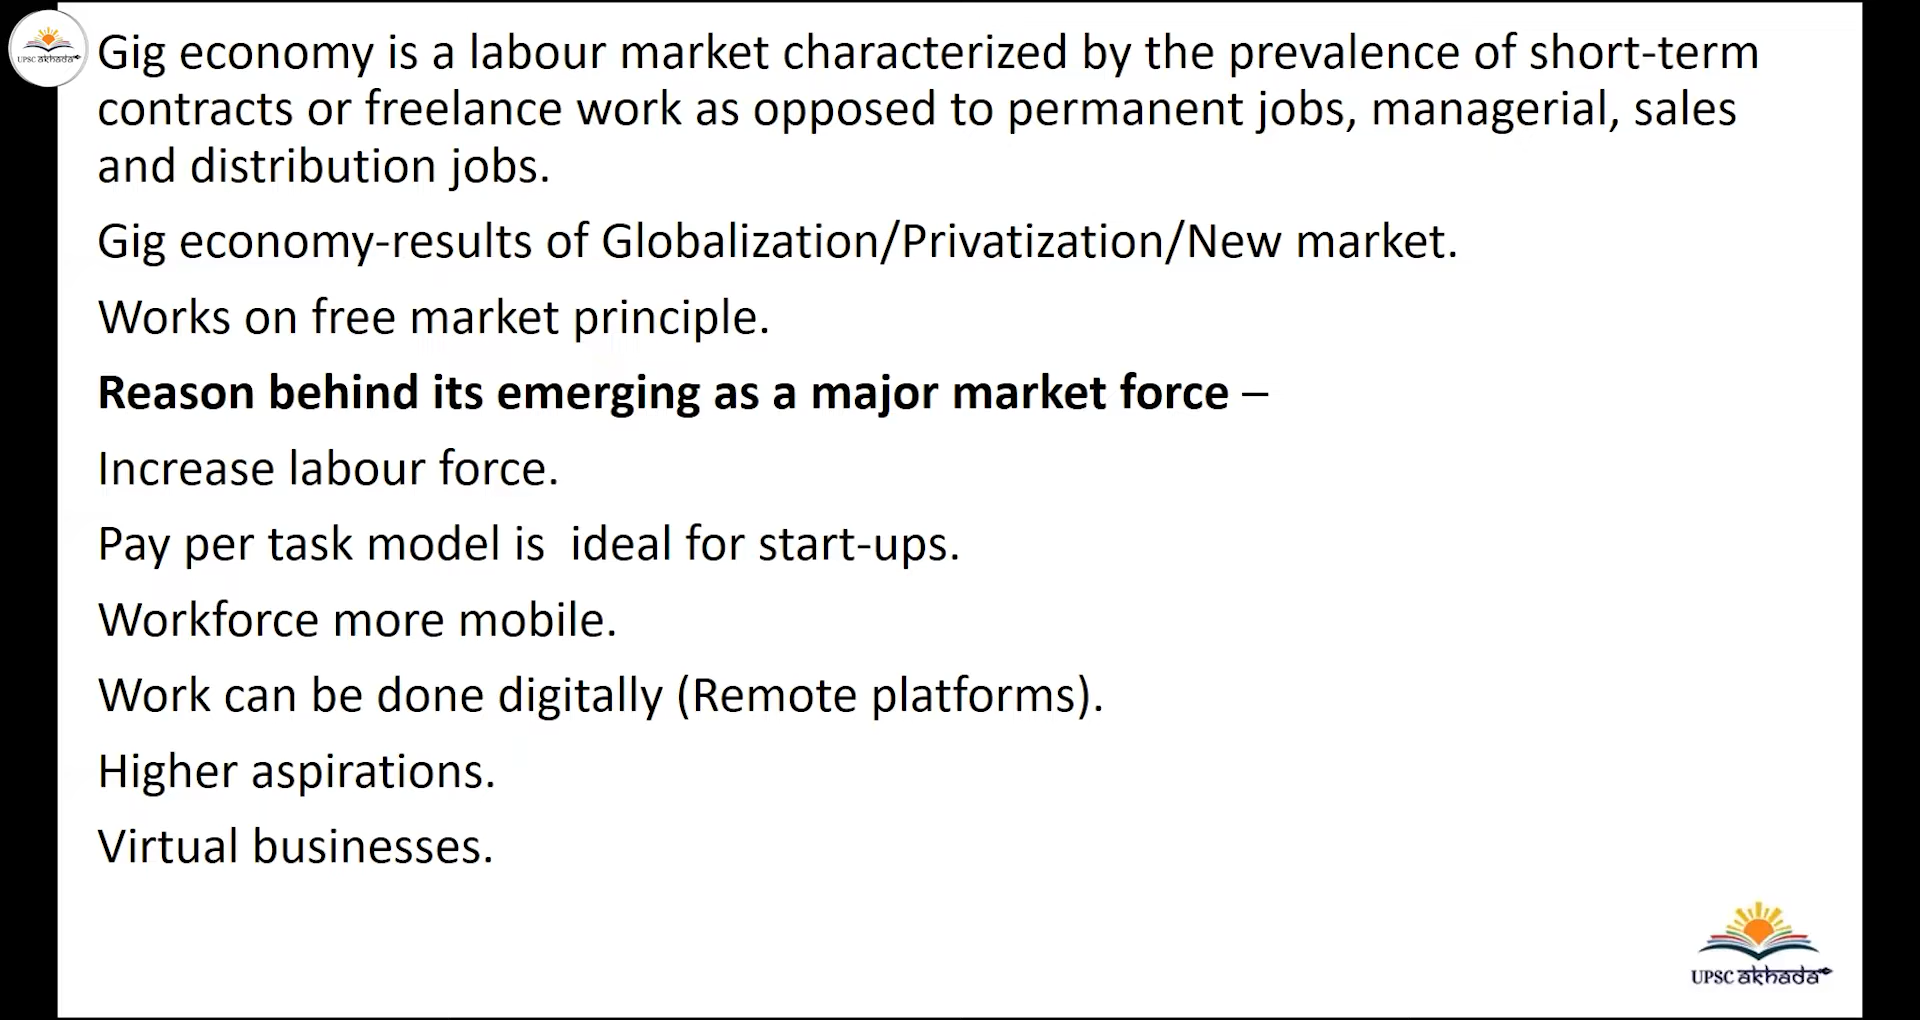 UPSC akhada
Gig economy is a labour market characterized by the prevalence of short-term
contracts or freelance work as opposed to permanent jobs, managerial, sales
and distribution jobs.
Gig economy-results of Globalization/Privatization/New market.
Works on free market principle.
Reason behind its emerging as a major market force –
Increase labour force.
Pay per task model is  ideal for start-ups.
Workforce more mobile.
Work can be done digitally (Remote platforms).
Higher aspirations.
Virtual businesses.
UPSC akhada